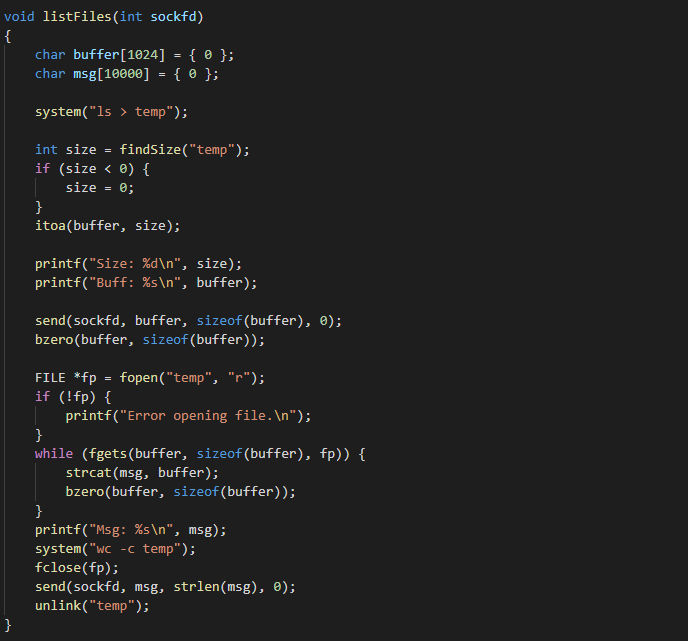 void listFiles(int sockfd)
{
    char buffer[1024] = { 0 };
    char msg[10000] = { 0 };

    system("ls > temp");

    int size = findSize("temp");
    if (size < 0) {
        size = 0;
    }
    itoa(buffer, size);

    printf("Size: %d\n", size);
    printf("Buff: %s\n", buffer);

    send(sockfd, buffer, sizeof(buffer), 0);
    bzero(buffer, sizeof(buffer));

    FILE *fp = fopen("temp", "r");
    if (!fp) {
        printf("Error opening file.\n");
    }
    while (fgets(buffer, sizeof(buffer), fp)) {
        strcat(msg, buffer);
        bzero(buffer, sizeof(buffer));
    }
    printf("Msg: %s\n", msg);
    system("wc -c temp");
    fclose(fp);
    send(sockfd, msg, strlen(msg), 0);
    unlink("temp");
}